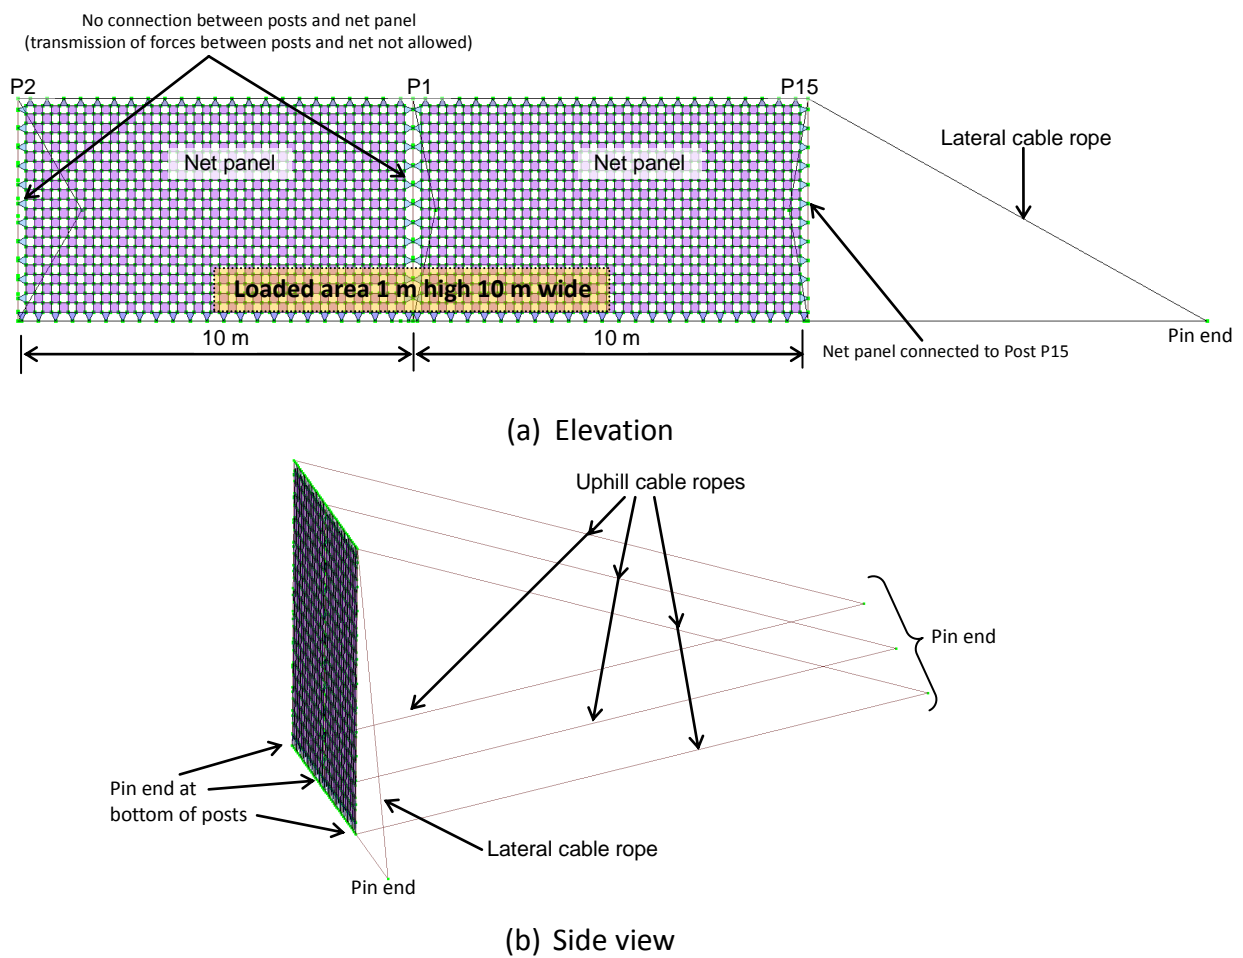 No connection between posts and net panel
(transmission of forces between posts and net not allowed)
P2
P1
P15
Lateral cable rope
Net panel
Net panel
Loaded area 1 m high 10 m wide
10 m
10 m
Pin end
Net panel connected to Post P15
(a) Elevation
Uphill cable ropes
Pin end
Pin end at
bottom of posts
Lateral cable rope
Pin end
(b) Side view